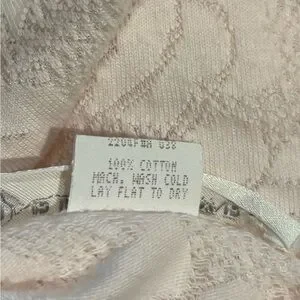 100% COTTON
MACH. WASH COLD
LAY FLAT TO DRY